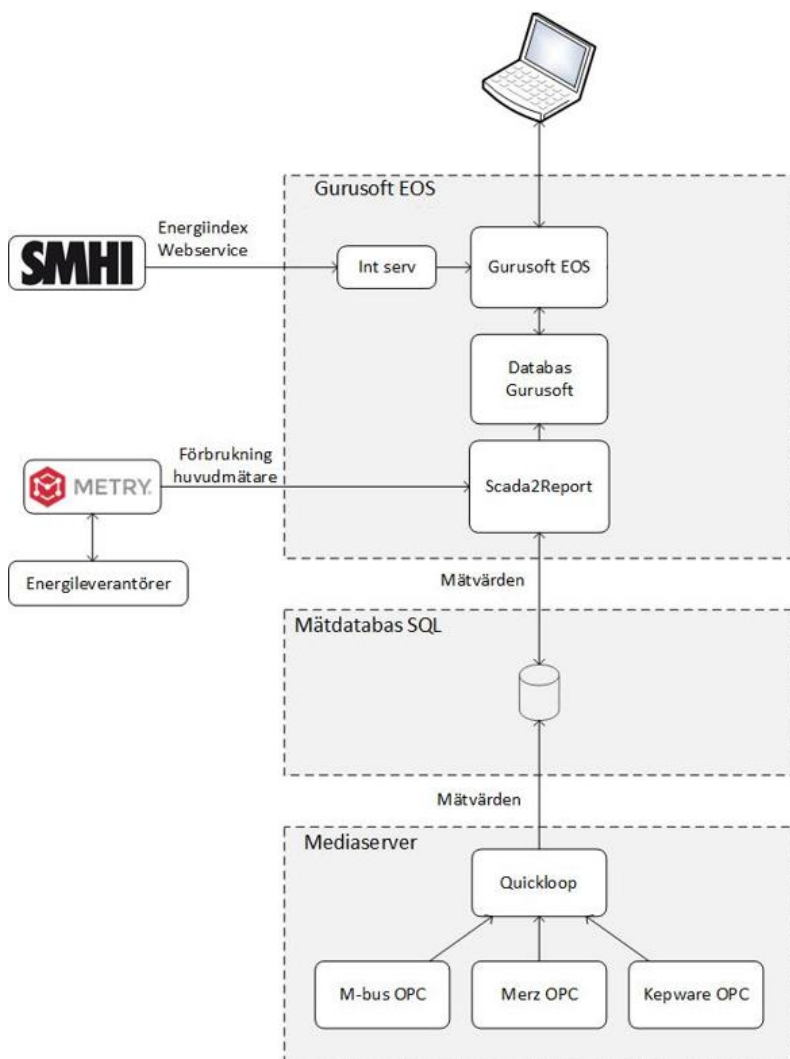 Gurusoft EOS
Energiindex
Webservice
SMHI
Int serv
Gurusoft EOS
Databas
Gurusoft
Förbrukning
huvudmätare
METRY.
Scada2Report
Energileverantörer
Mätvärden
Mätdatabas SQL
Mätvärden
Mediaserver
Quickloop
M-bus OPC
Merz OPC
Kepware OPC